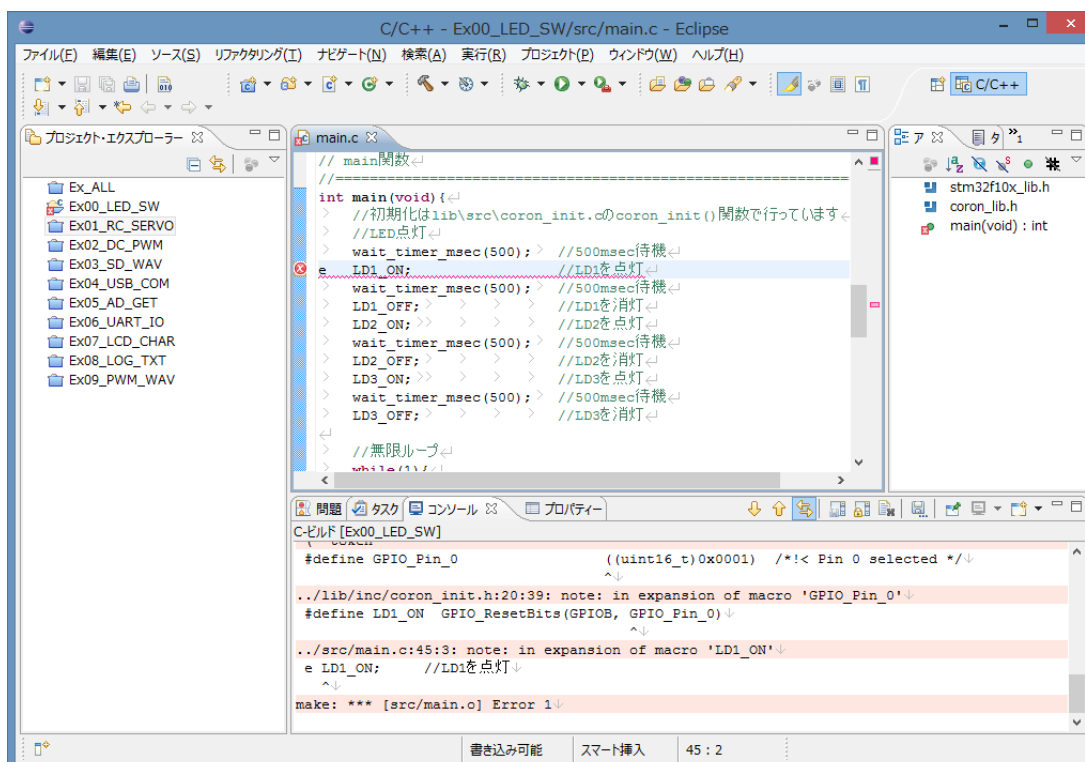 C/C++ - Ex00_LED_SW/src/main.c - Eclipse
ファイル(F) 編集(E) ソース(S) リファクタリング(T) ナビゲート(N) 検索(A) 実行(R) プロジェクト(P) ウィンドウ(W) ヘルプ(H)
C/C++
プロジェクト・エクスプローラー
Ex_ALL
Ex00_LED_SW
Ex01_RC_SERVO
Ex02_DC_PWM
Ex03_SD_WAV
Ex04_USB_COM
Ex05_AD_GET
Ex06_UART_IO
Ex07_LCD_CHAR
Ex08_LOG_TXT
Ex09_PWM_WAV
main.c
// main関数
//==========================================================
int main(void){
//初期化はlib\src\coron_init.cのcoron_init()関数で行っています
//LED点灯
wait_timer_msec(500); //500msec待機
e LD1_ON; //LD1を点灯
wait_timer_msec(500); //500msec待機
LD1_OFF; //LD1を消灯
LD2_ON; //LD2を点灯
wait_timer_msec(500); //500msec待機
LD2_OFF; //LD2を消灯
LD3_ON; //LD3を点灯
wait_timer_msec(500); //500msec待機
LD3_OFF; //LD3を消灯
//無限ループ
while(1){
ア タ 1
stm32f10x_lib.h
coron_lib.h
main(void) : int
問題 タスク コンソール プロパティー
C-ビルド [Ex00_LED_SW]
#define GPIO_Pin_0 ((uint16_t)0x0001) /*!< Pin 0 selected */
^
../lib/inc/coron_init.h:20:39: note: in expansion of macro 'GPIO_Pin_0'
#define LD1_ON GPIO_ResetBits(GPIOB, GPIO_Pin_0)
^
../src/main.c:45:3: note: in expansion of macro 'LD1_ON'
e LD1_ON; //LD1を点灯
^
make: *** [src/main.o] Error 1
書き込み可能 スマート挿入 45 : 2